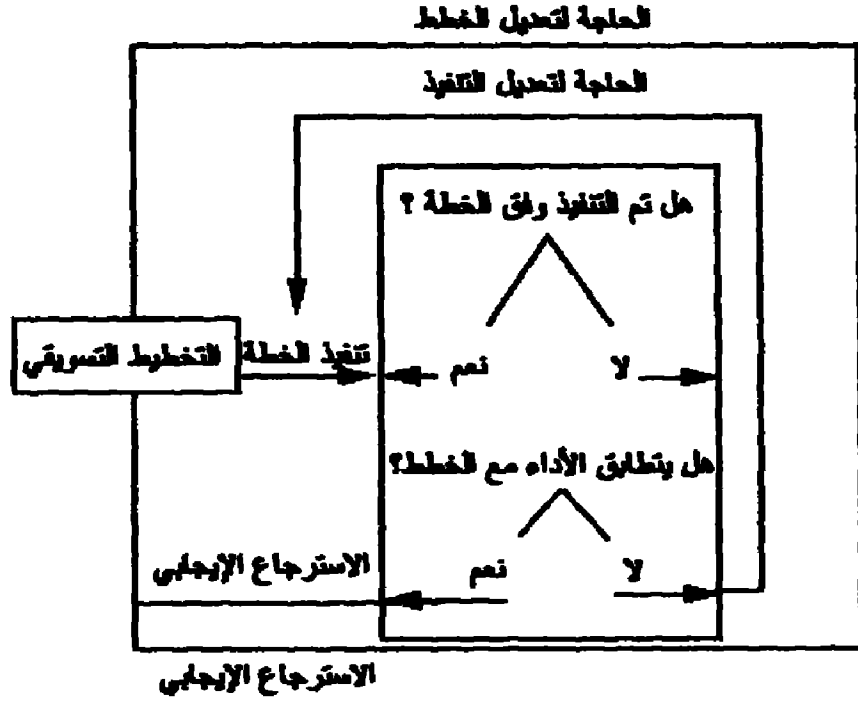 الحاجة لتعديل الخطط
الحاجة لتعديل التنفيذ
هل تم التنفيذ وفق الخطة ؟
التخطيط التسويقي
تنفيذ الخطة
نعم
لا
هل يتطابق الأداء مع الخطط؟
نعم
لا
الاسترجاع الإيجابي
الاسترجاع الإيجابي